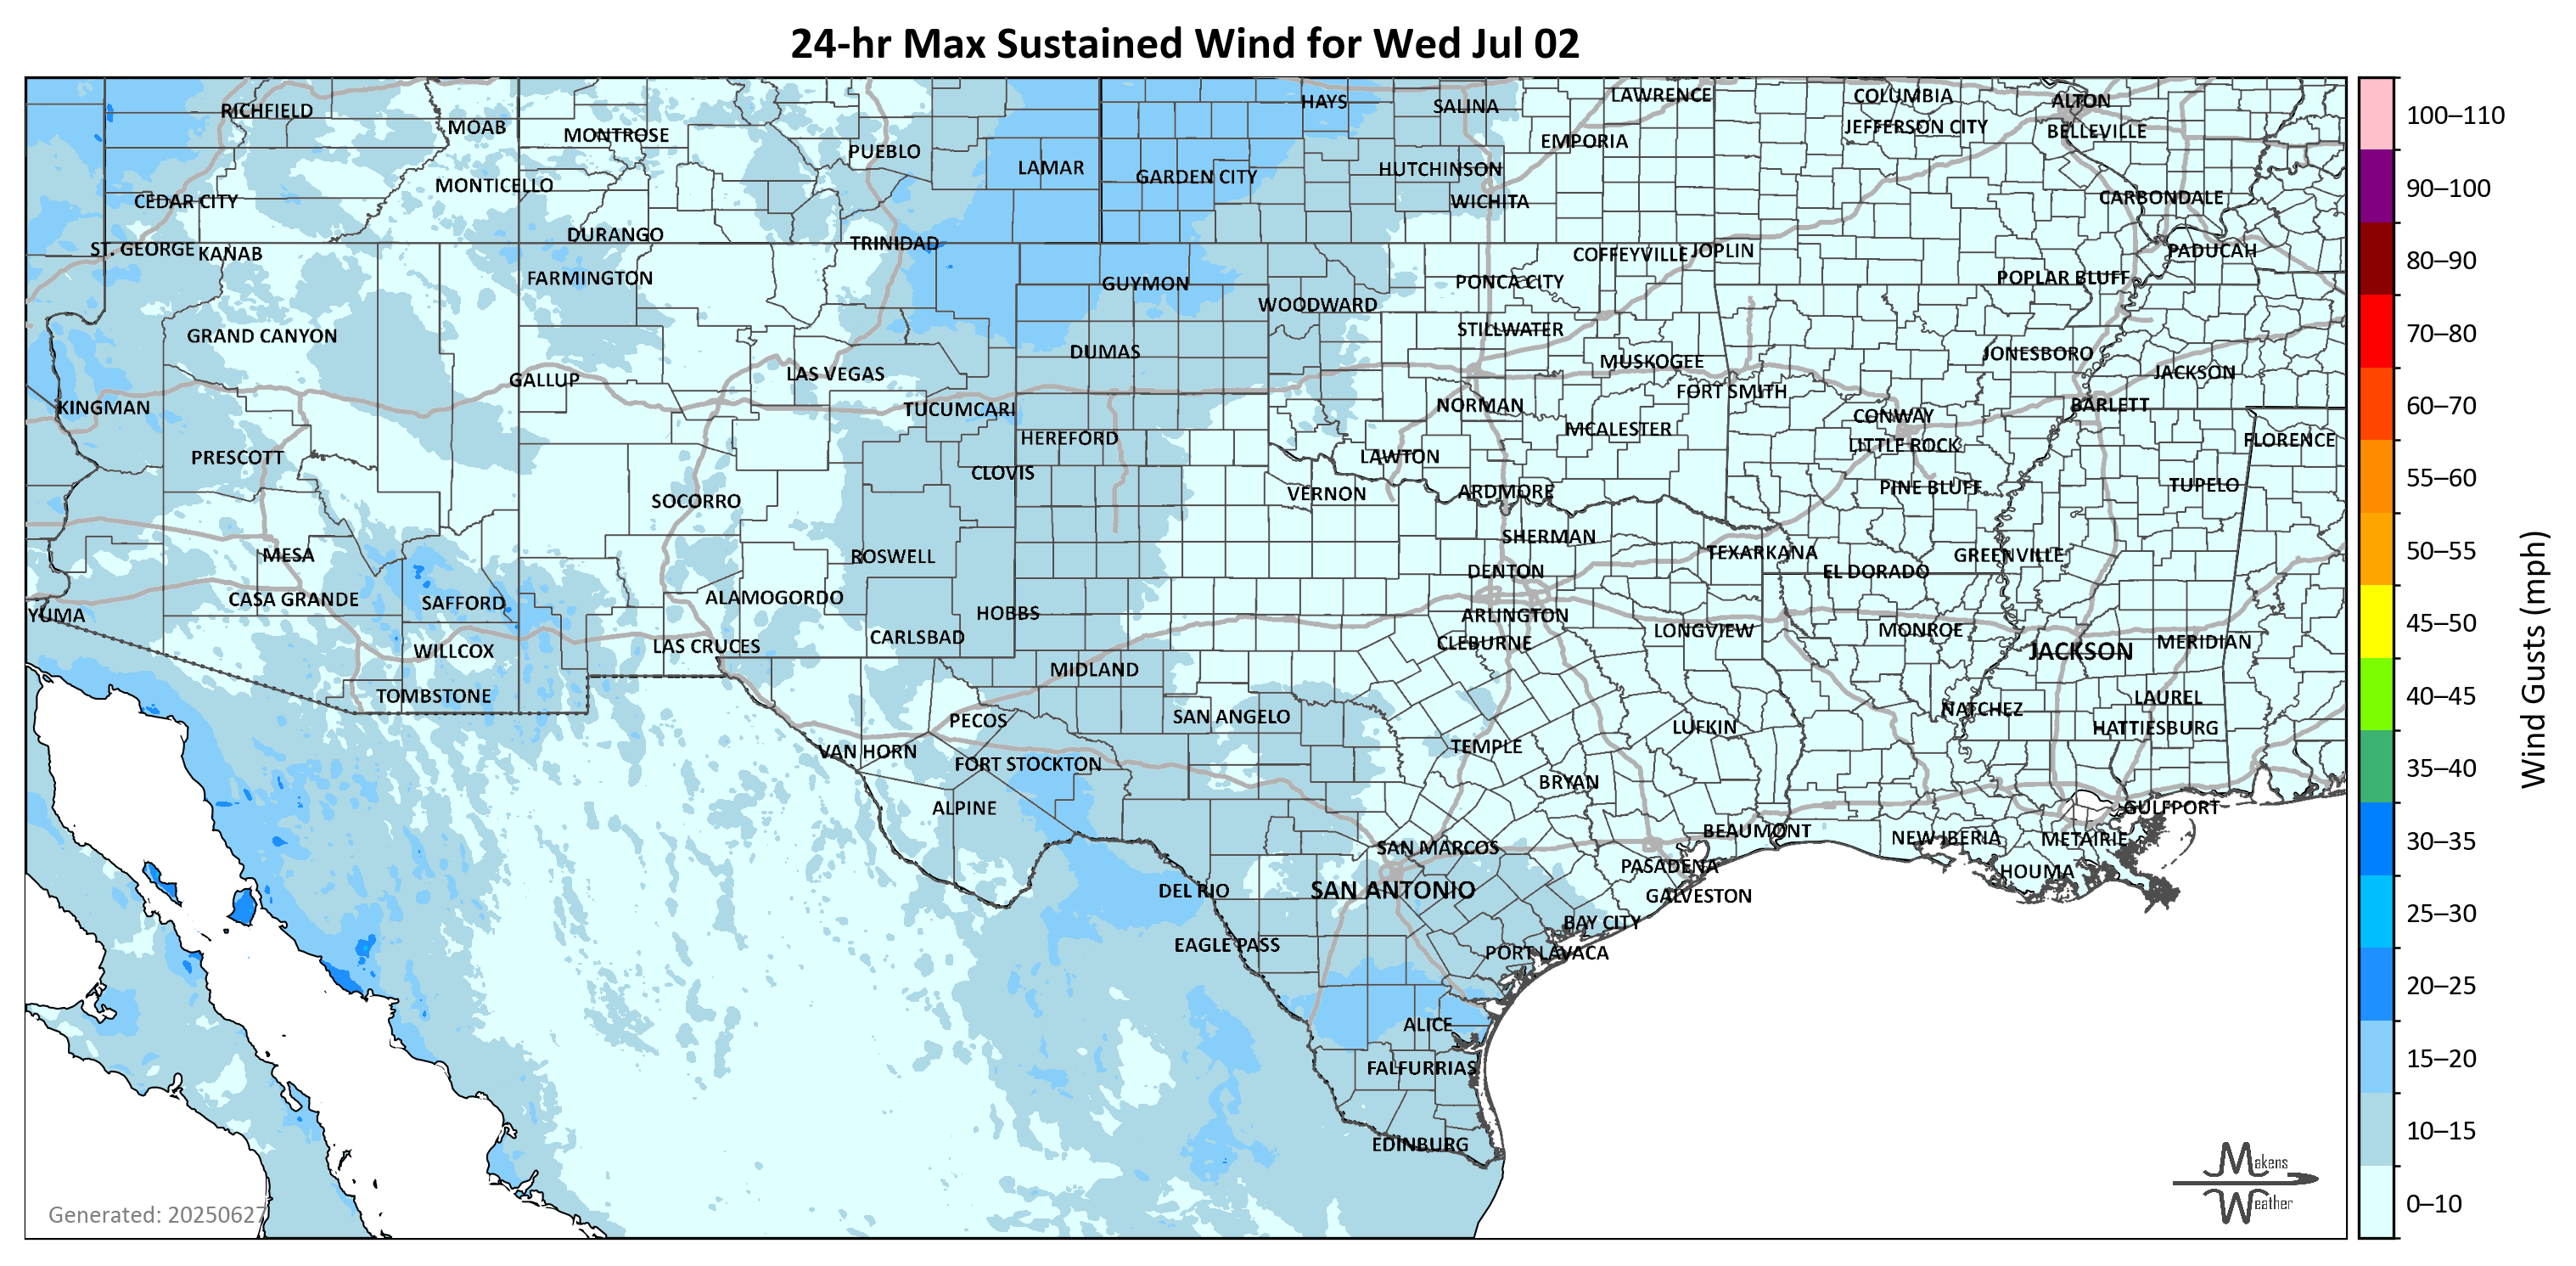 24-hr Max Sustained Wind for Wed Jul 02
RICHFIELD
MOAB
MONTROSE
PUEBLO
LAMAR
HAYS
SALINA
LAWRENCE
COLUMBIA
ALTON
EMPORIA
JEFFERSON CITY
BELLEVILLE
CEDAR CITY
MONTICELLO
GARDEN CITY
HUTCHINSON
WICHITA
CARBONDALE
ST. GEORGE
KANAB
DURANGO
TRINIDAD
COFFEYVILLE
JOPLIN
PADUCAH
FARMINGTON
GUYMON
WOODWARD
PONCA CITY
POPLAR BLUFF
GRAND CANYON
DUMAS
STILLWATER
MUSKOGEE
JONESBORO
GALLUP
LAS VEGAS
FORT SMITH
JACKSON
KINGMAN
TUCUMCARI
NORMAN
CONWAY
BARLETT
PRESCOTT
HEREFORD
MCALESTER
LITTLE ROCK
FLORENCE
CLOVIS
LAWTON
SOCORRO
VERNON
ARDMORE
PINE BLUFF
TUPELO
MESA
ROSWELL
SHERMAN
TEXARKANA
GREENVILLE
CASA GRANDE
SAFFORD
ALAMOGORDO
DENTON
EL DORADO
YUMA
HOBBS
ARLINGTON
WILLCOX
LAS CRUCES
CARLSBAD
CLEBURNE
LONGVIEW
MONROE
JACKSON
MERIDIAN
TOMBSTONE
MIDLAND
LAUREL
PECOS
SAN ANGELO
LUFKIN
NATCHEZ
HATTIESBURG
VAN HORN
FORT STOCKTON
TEMPLE
BRYAN
ALPINE
GULFPORT
SAN MARCOS
BEAUMONT
NEW IBERIA
METAIRIE
DEL RIO
SAN ANTONIO
PASADENA
GALVESTON
HOUMA
EAGLE PASS
BAY CITY
PORT LAVACA
ALICE
FALFURRIAS
EDINBURG
Generated: 20250627
Makens
Weather
100–110
90–100
80–90
70–80
60–70
55–60
50–55
45–50
40–45
35–40
30–35
25–30
20–25
15–20
10–15
0–10
Wind Gusts (mph)